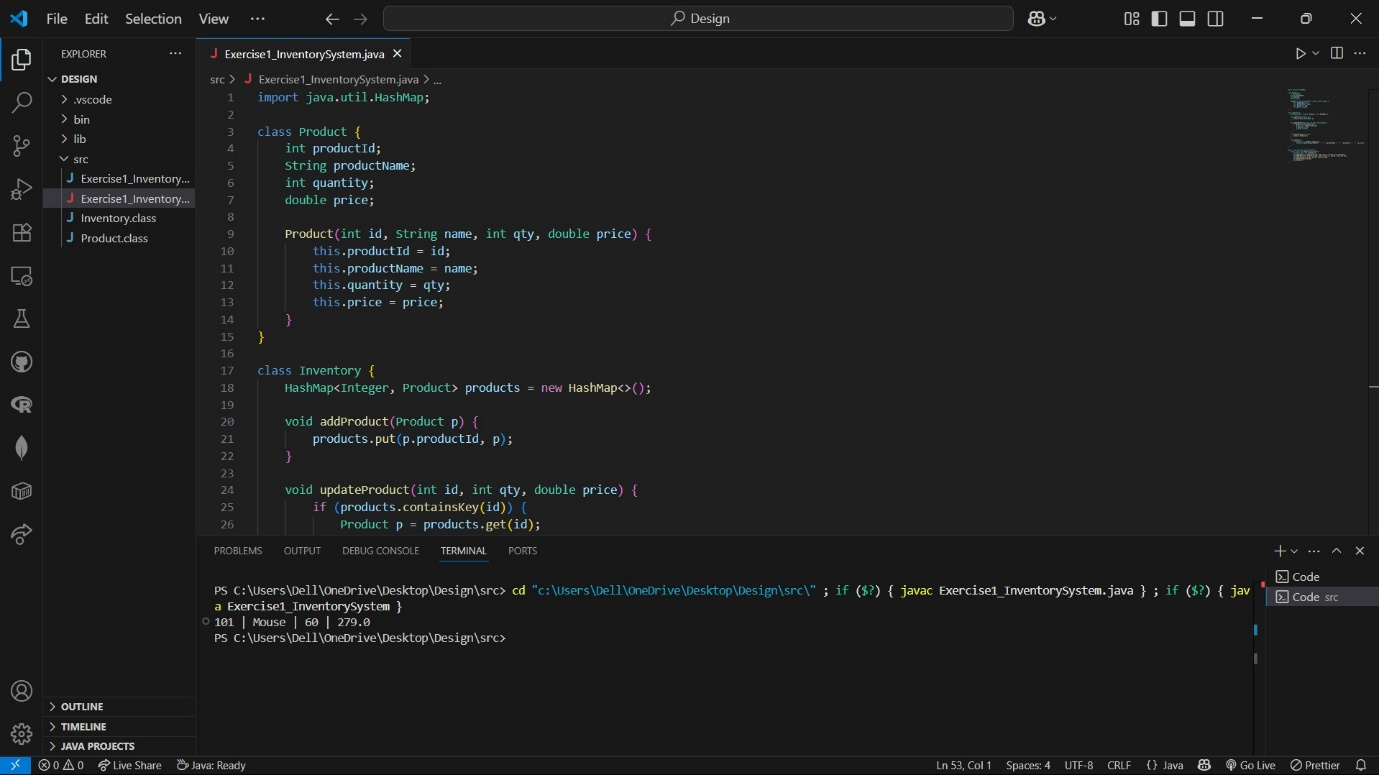 File Edit Selection View ···
Design
EXPLORER ···
DESIGN
.vscode
bin
lib
src
Exercise1_Inventory...
Exercise1_Inventory...
Inventory.class
Product.class
OUTLINE
TIMELINE
JAVA PROJECTS
Exercise1_InventorySystem.java
src > Exercise1_InventorySystem.java > ...
1 import java.util.HashMap;
2
3 class Product {
4 int productId;
5 String productName;
6 int quantity;
7 double price;
8
9 Product(int id, String name, int qty, double price) {
10 this.productId = id;
11 this.productName = name;
12 this.quantity = qty;
13 this.price = price;
14 }
15 }
16
17 class Inventory {
18 HashMap<Integer, Product> products = new HashMap<>();
19
20 void addProduct(Product p) {
21 products.put(p.productId, p);
22 }
23
24 void updateProduct(int id, int qty, double price) {
25 if (products.containsKey(id)) {
26 Product p = products.get(id);
PROBLEMS OUTPUT DEBUG CONSOLE TERMINAL PORTS
PS C:\Users\Dell\OneDrive\Desktop\Design\src> cd "c:\Users\Dell\OneDrive\Desktop\Design\src\" ; if ($?) { javac Exercise1_InventorySystem.java } ; if ($?) { jav
a Exercise1_InventorySystem }
101 | Mouse | 60 | 279.0
PS C:\Users\Dell\OneDrive\Desktop\Design\src>
Code
Code src
0 0 Live Share Java: Ready Ln 53, Col 1 Spaces: 4 UTF-8 CRLF {} Java Go Live Prettier